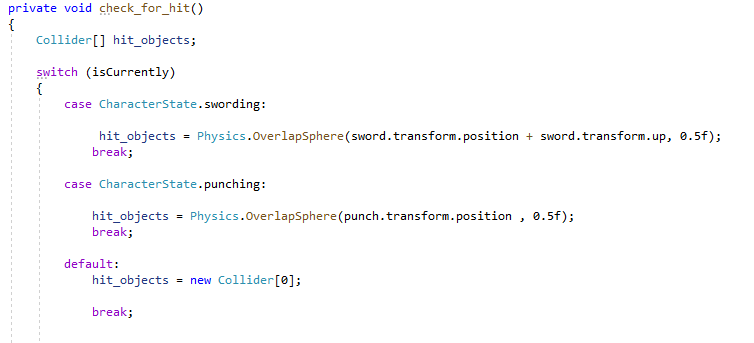 private void check_for_hit()
{
Collider[] hit_objects;
switch (isCurrently)
{
case CharacterState.swording:
hit_objects = Physics.OverlapSphere(sword.transform.position + sword.transform.up, 0.5f);
break;
case CharacterState.punching:
hit_objects = Physics.OverlapSphere(punch.transform.position , 0.5f);
break;
default:
hit_objects = new Collider[0];
break;